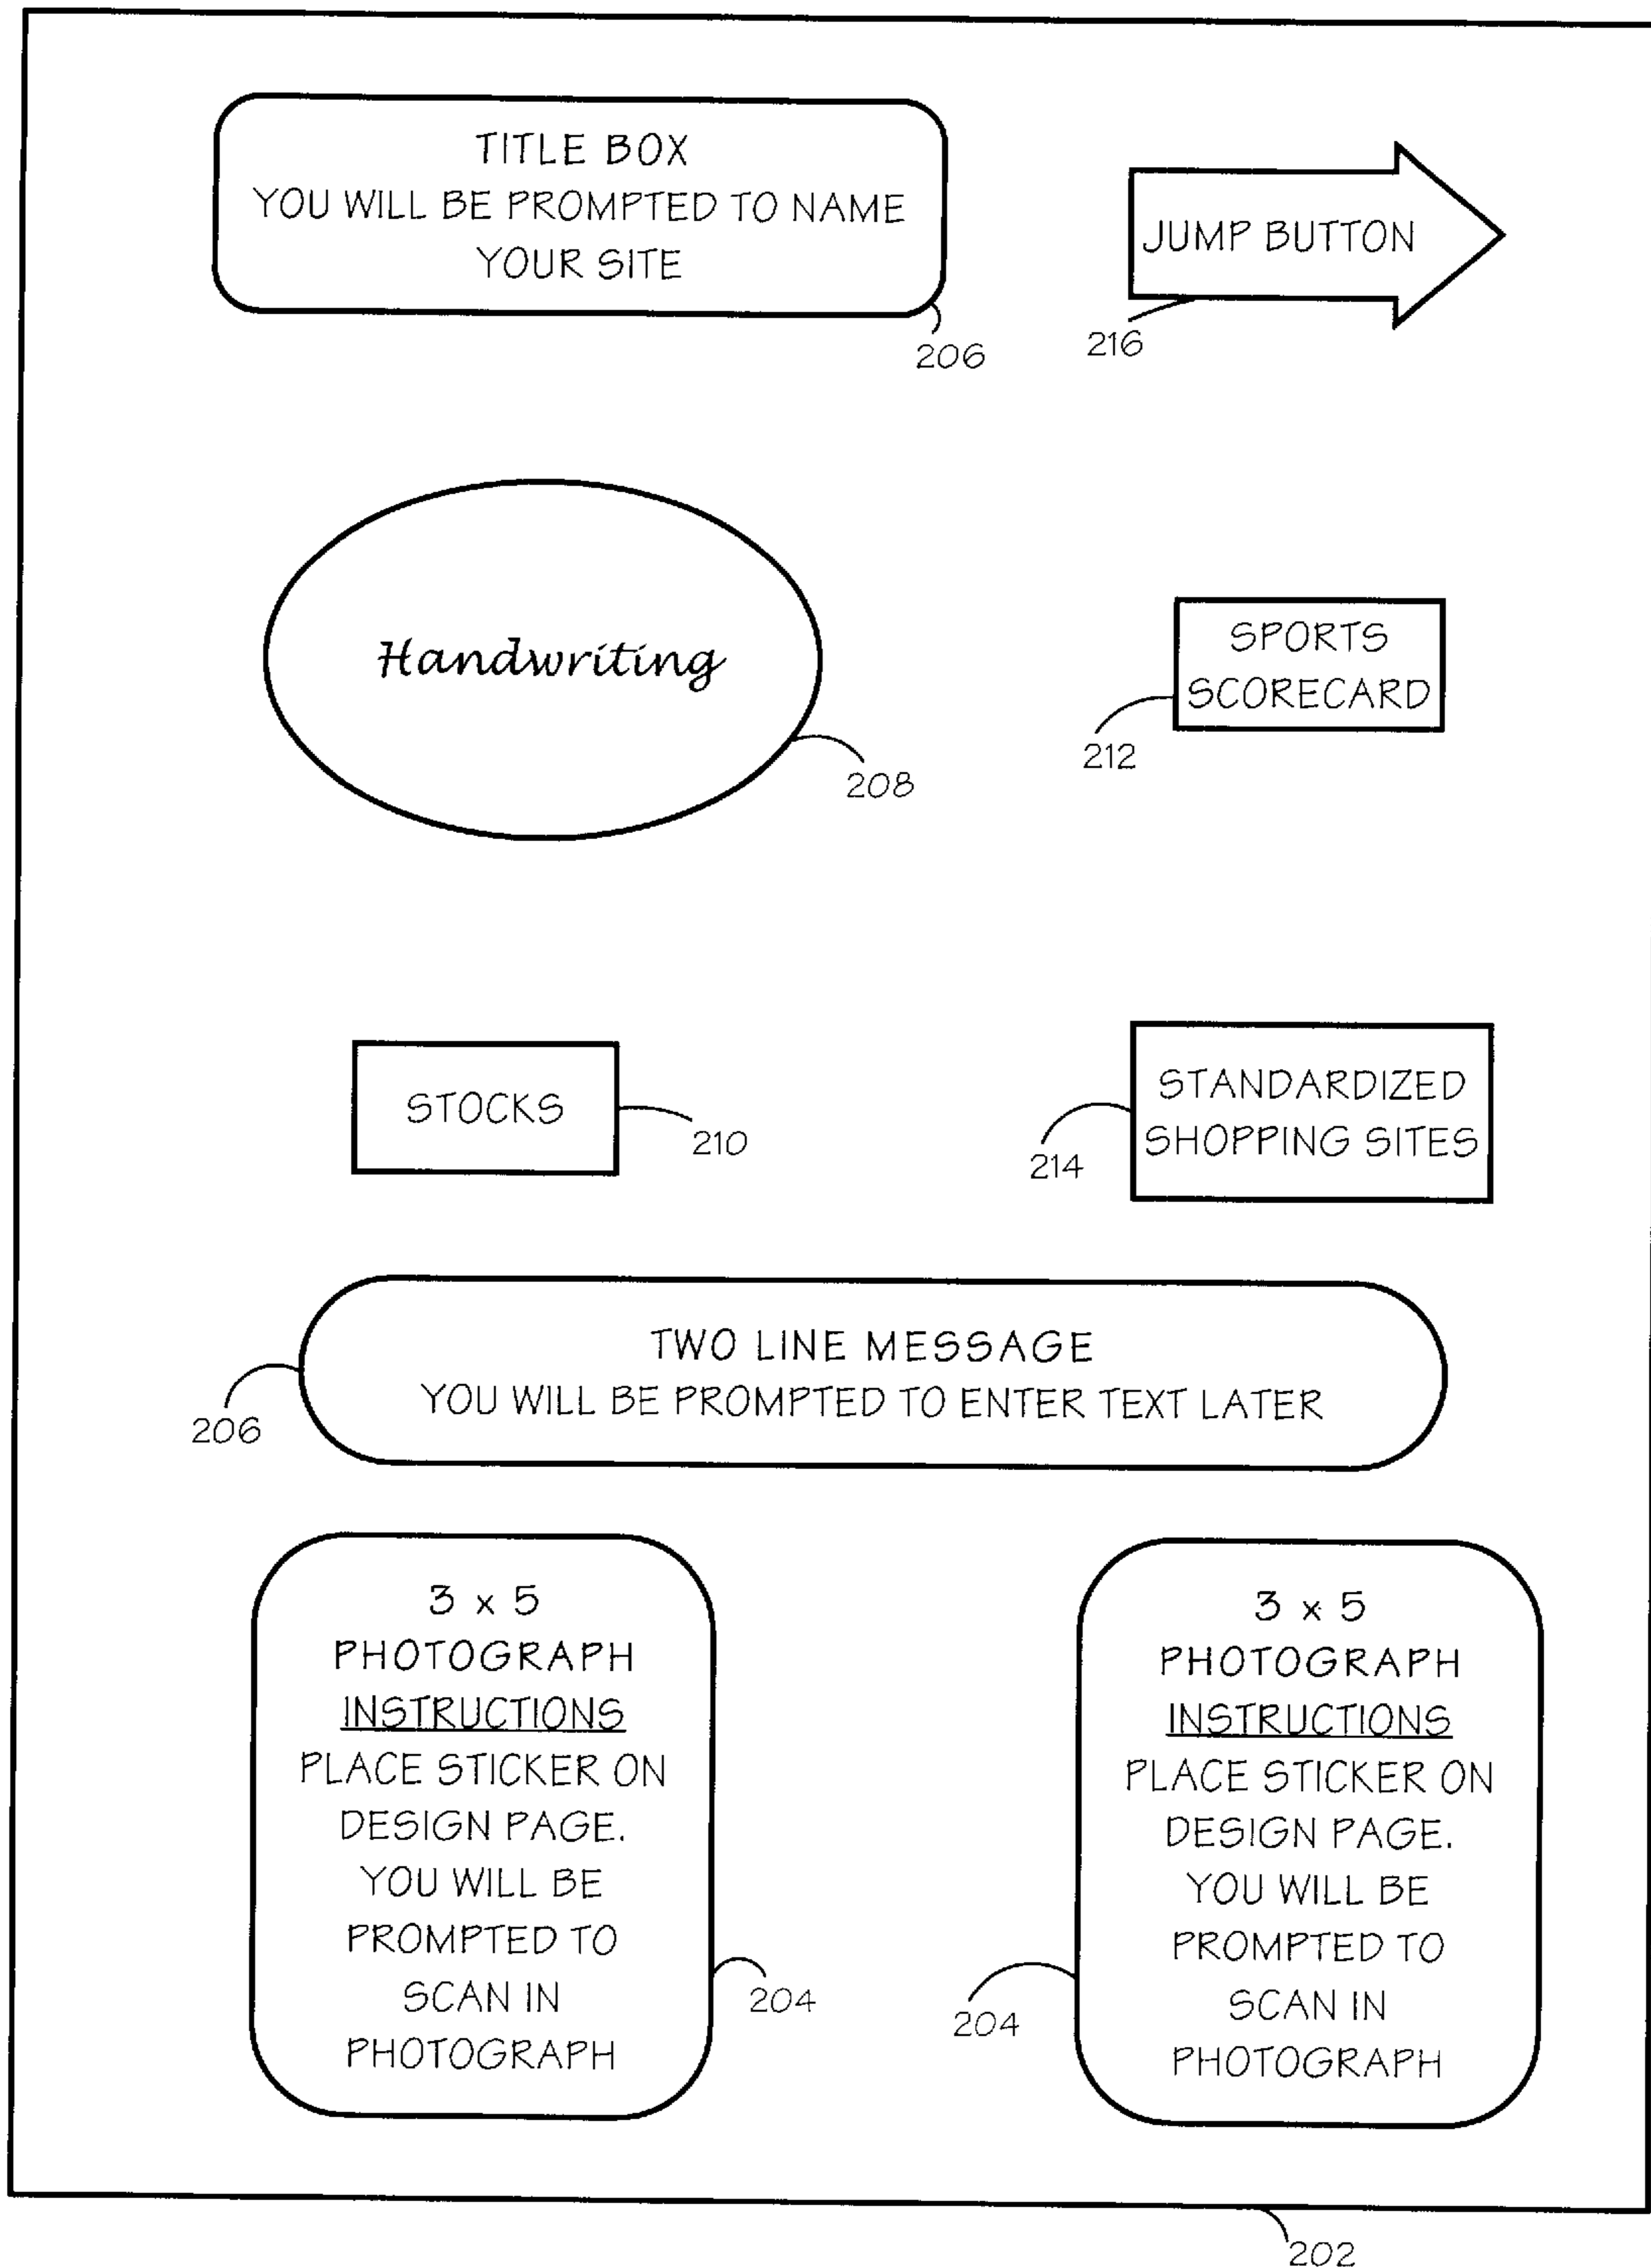 TITLE BOX
YOU WILL BE PROMPTED TO NAME
YOUR SITE
206
JUMP BUTTON
216
Handwriting
208
SPORTS
SCORECARD
212
STOCKS
210
STANDARDIZED
SHOPPING SITES
214
TWO LINE MESSAGE
YOU WILL BE PROMPTED TO ENTER TEXT LATER
206
3 x 5
PHOTOGRAPH
INSTRUCTIONS
PLACE STICKER ON
DESIGN PAGE.
YOU WILL BE
PROMPTED TO
SCAN IN
PHOTOGRAPH
204
3 x 5
PHOTOGRAPH
INSTRUCTIONS
PLACE STICKER ON
DESIGN PAGE.
YOU WILL BE
PROMPTED TO
SCAN IN
PHOTOGRAPH
204
202